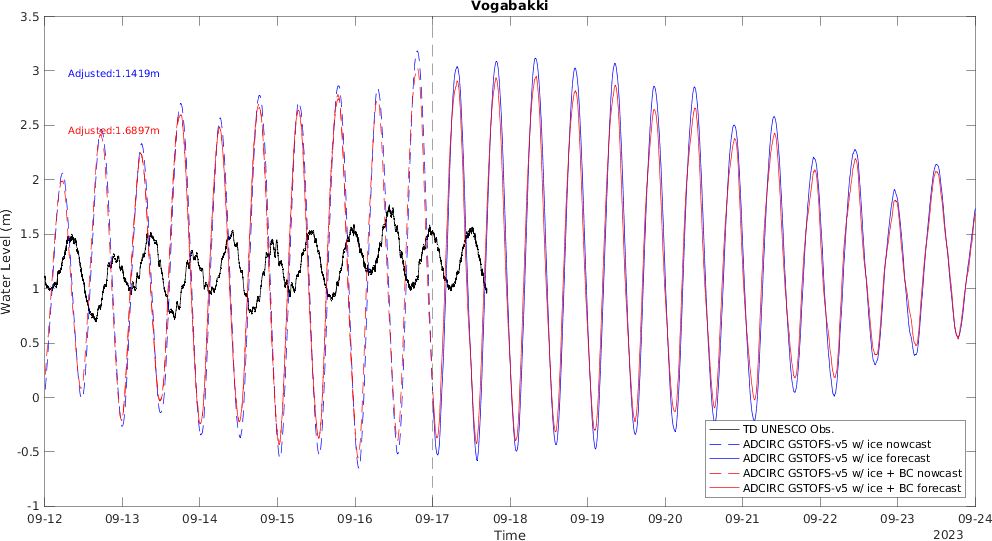 Vogabakki
3.5
3
2.5
2
1.5
1
0.5
0
-0.5
-1
Water Level (m)
Adjusted:1.1419m
Adjusted:1.6897m
TD UNESCO Obs.
ADCIRC GSTOFS-v5 w/ ice nowcast
ADCIRC GSTOFS-v5 w/ ice forecast
ADCIRC GSTOFS-v5 w/ ice + BC nowcast
ADCIRC GSTOFS-v5 w/ ice + BC forecast
09-12 09-13 09-14 09-15 09-16 09-17 09-18 09-19 09-20 09-21 09-22 09-23 09-24
Time
2023